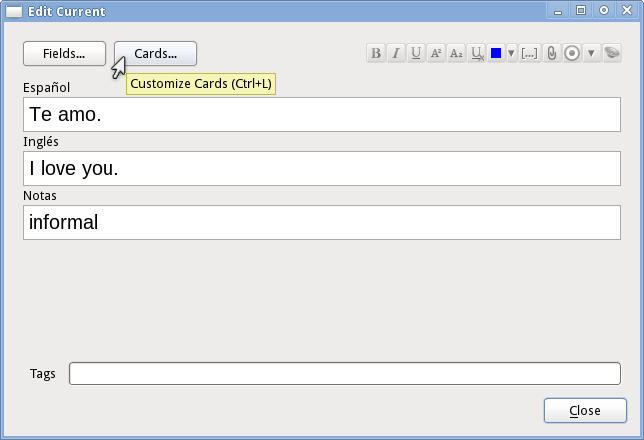 Edit Current
Fields... Cards... B I U A² A₂ U [...]
Customize Cards (Ctrl+L)
Español
Te amo.
Inglés
I love you.
Notas
informal
Tags
Close